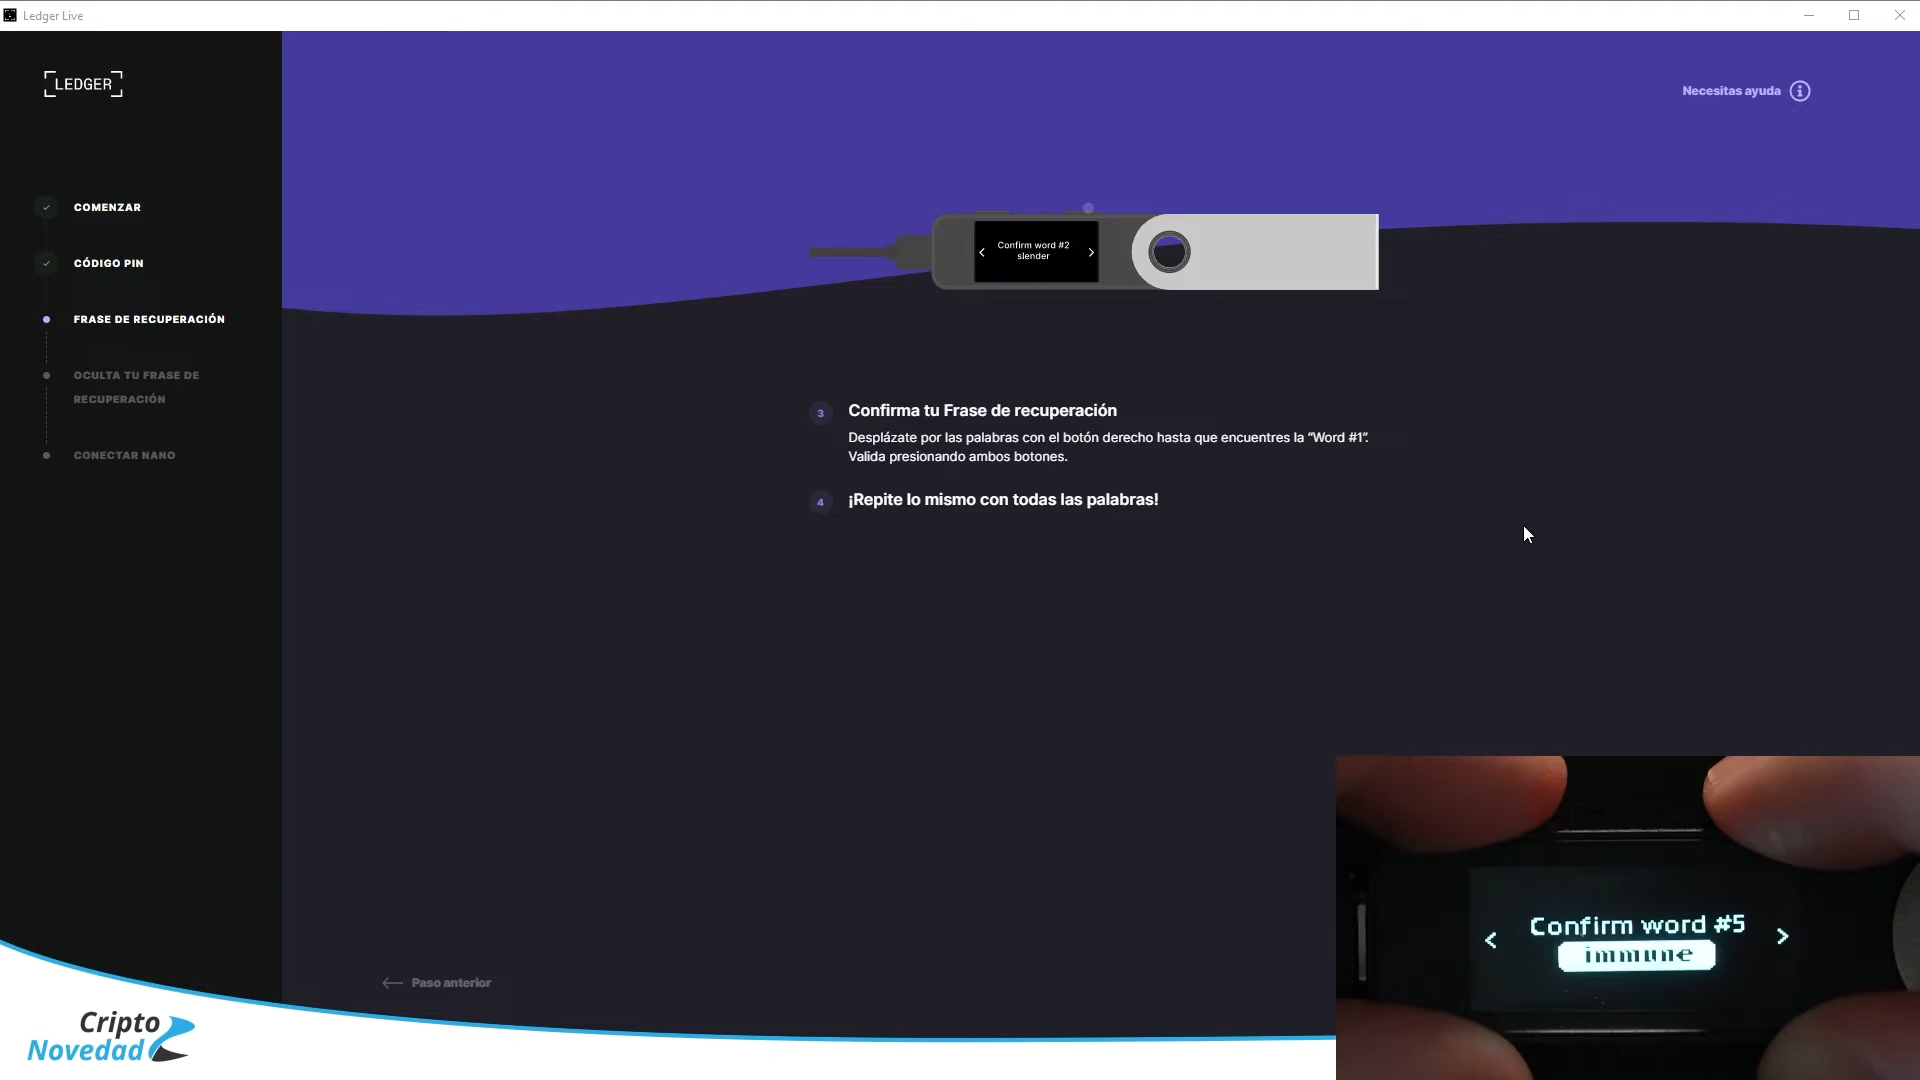 Ledger Live
LEDGER
Necesitas ayuda
COMENZAR
CÓDIGO PIN
FRASE DE RECUPERACIÓN
OCULTA TU FRASE DE
RECUPERACIÓN
CONECTAR NANO
Confirm word #2
slender
3 Confirma tu Frase de recuperación
Desplázate por las palabras con el botón derecho hasta que encuentres la “Word #1”.
Valida presionando ambos botones.
4 ¡Repite lo mismo con todas las palabras!
Paso anterior
Confirm word #5
immune
Cripto
Novedad